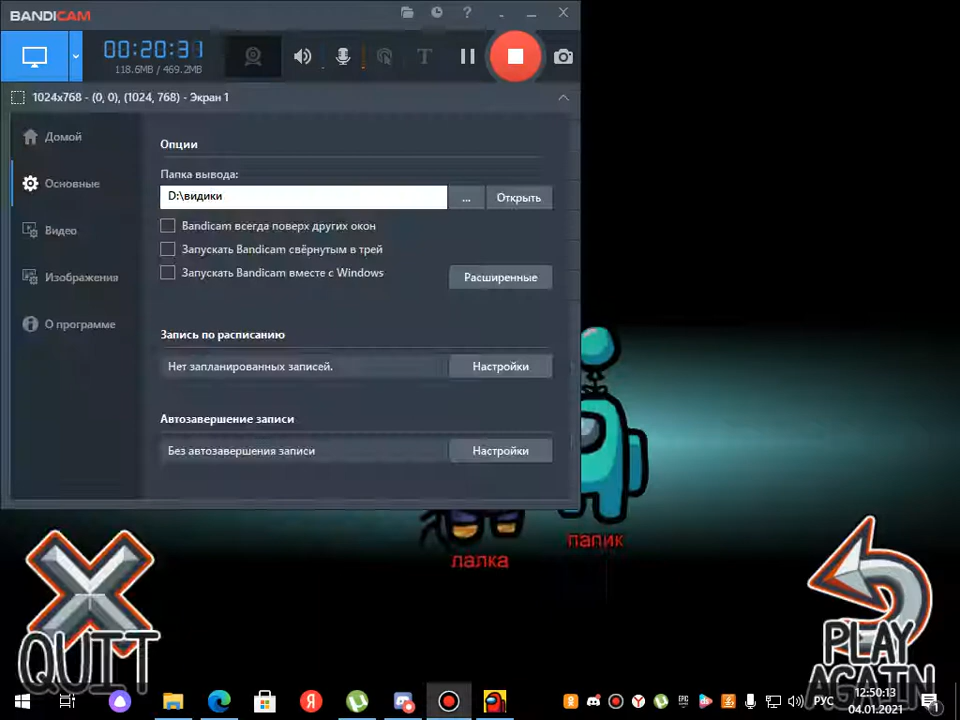 BANDICAM
00:20:31
118.6MB / 469.2MB
1024x768 - (0, 0), (1024, 768) - Экран 1
Домой
Основные
Видео
Изображения
О программе
Опции
Папка вывода:
D:\видики
...
Открыть
Bandicam всегда поверх других окон
Запускать Bandicam свёрнутым в трей
Запускать Bandicam вместе с Windows
Расширенные
Запись по расписанию
Нет запланированных записей.
Настройки
Автозавершение записи
Без автозавершения записи
Настройки
папик
лалка
QUIT
PLAY
AGAIN
РУС
12:50:13
04.01.2021